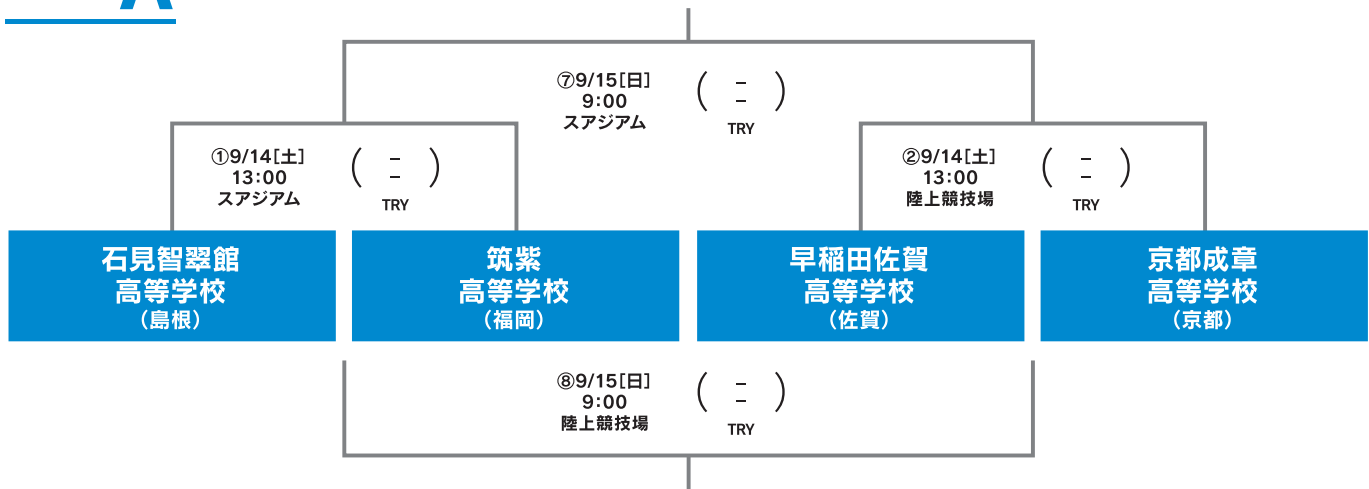 A
⑦9/15[日]
9:00
スアジアム
( - - )
TRY
①9/14[土]
13:00
スアジアム
( - - )
TRY
②9/14[土]
13:00
陸上競技場
( - - )
TRY
石見智翠館
高等学校
(島根)
筑紫
高等学校
(福岡)
早稲田佐賀
高等学校
(佐賀)
京都成章
高等学校
(京都)
⑧9/15[日]
9:00
陸上競技場
( - - )
TRY